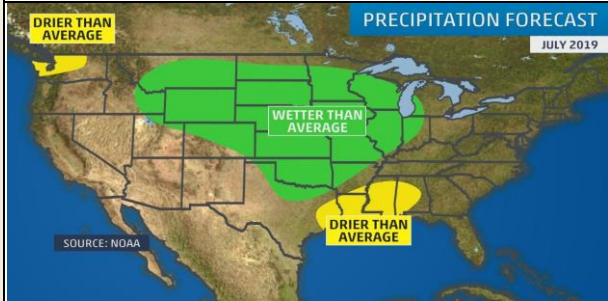 DRIER THAN
AVERAGE
PRECIPITATION FORECAST
JULY 2019
WETTER THAN
AVERAGE
DRIER THAN
AVERAGE
SOURCE: NOAA